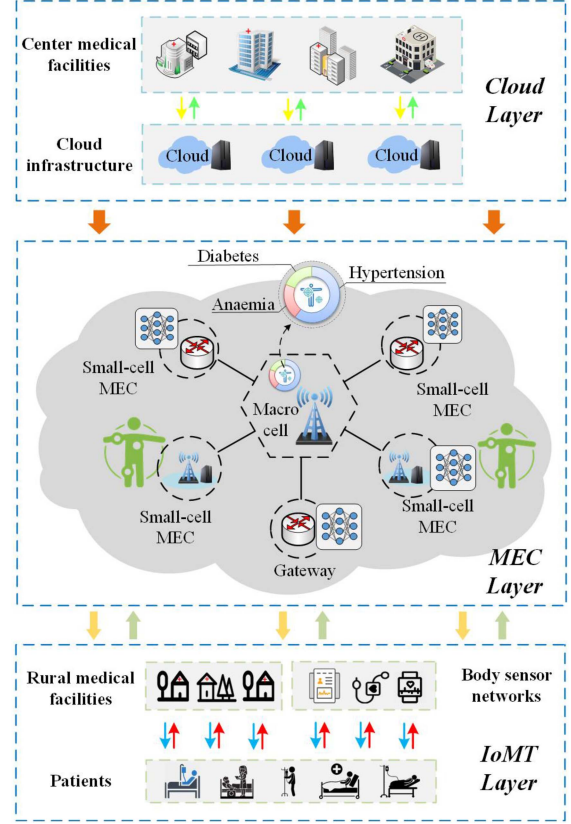 Center medical
facilities
Cloud
Layer
Cloud
infrastructure
Cloud
Cloud
Cloud
Diabetes
Hypertension
Anaemia
Small-cell
MEC
Macro
cell
Small-cell
MEC
Small-cell
MEC
Small-cell
MEC
Gateway
MEC
Layer
Rural medical
facilities
Body sensor
networks
Patients
IoMT
Layer